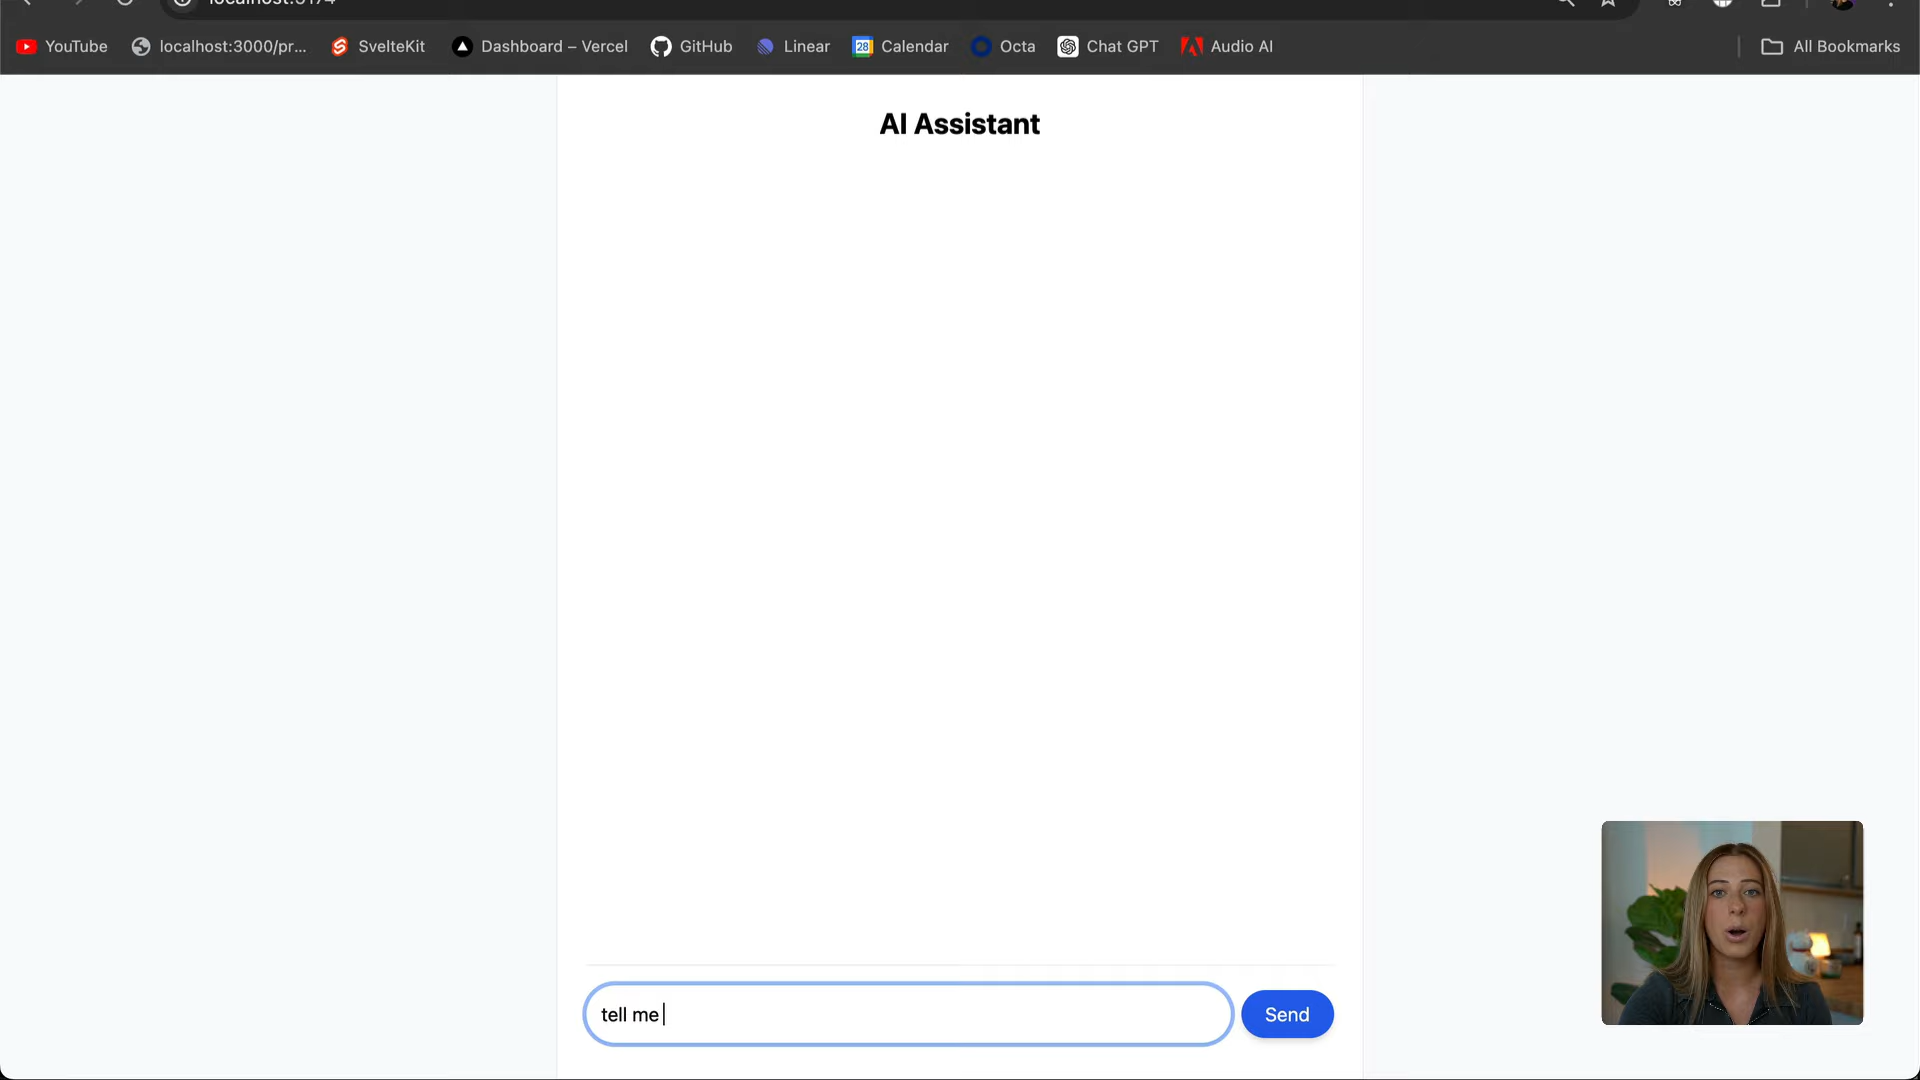 YouTube localhost:3000/pr... SvelteKit Dashboard – Vercel GitHub Linear 28 Calendar Octa Chat GPT Audio AI All Bookmarks
AI Assistant
tell me
Send